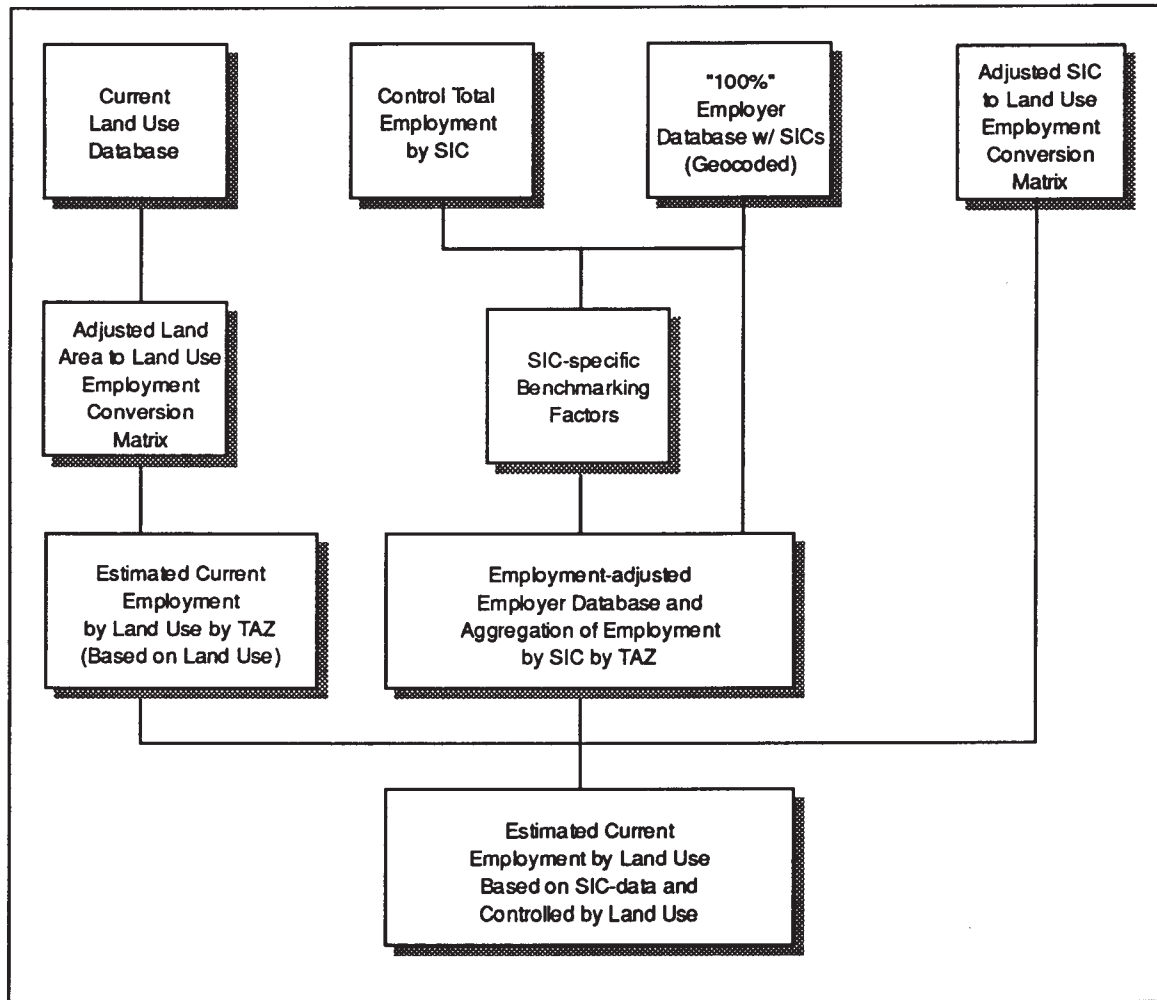 Current
Land Use
Database
Control Total
Employment
by SIC
"100%"
Employer
Database w/ SICs
(Geocoded)
Adjusted SIC
to Land Use
Employment
Conversion
Matrix
Adjusted Land
Area to Land Use
Employment
Conversion
Matrix
SIC-specific
Benchmarking
Factors
Estimated Current
Employment
by Land Use by TAZ
(Based on Land Use)
Employment-adjusted
Employer Database and
Aggregation of Employment
by SIC by TAZ
Estimated Current
Employment by Land Use
Based on SIC-data and
Controlled by Land Use